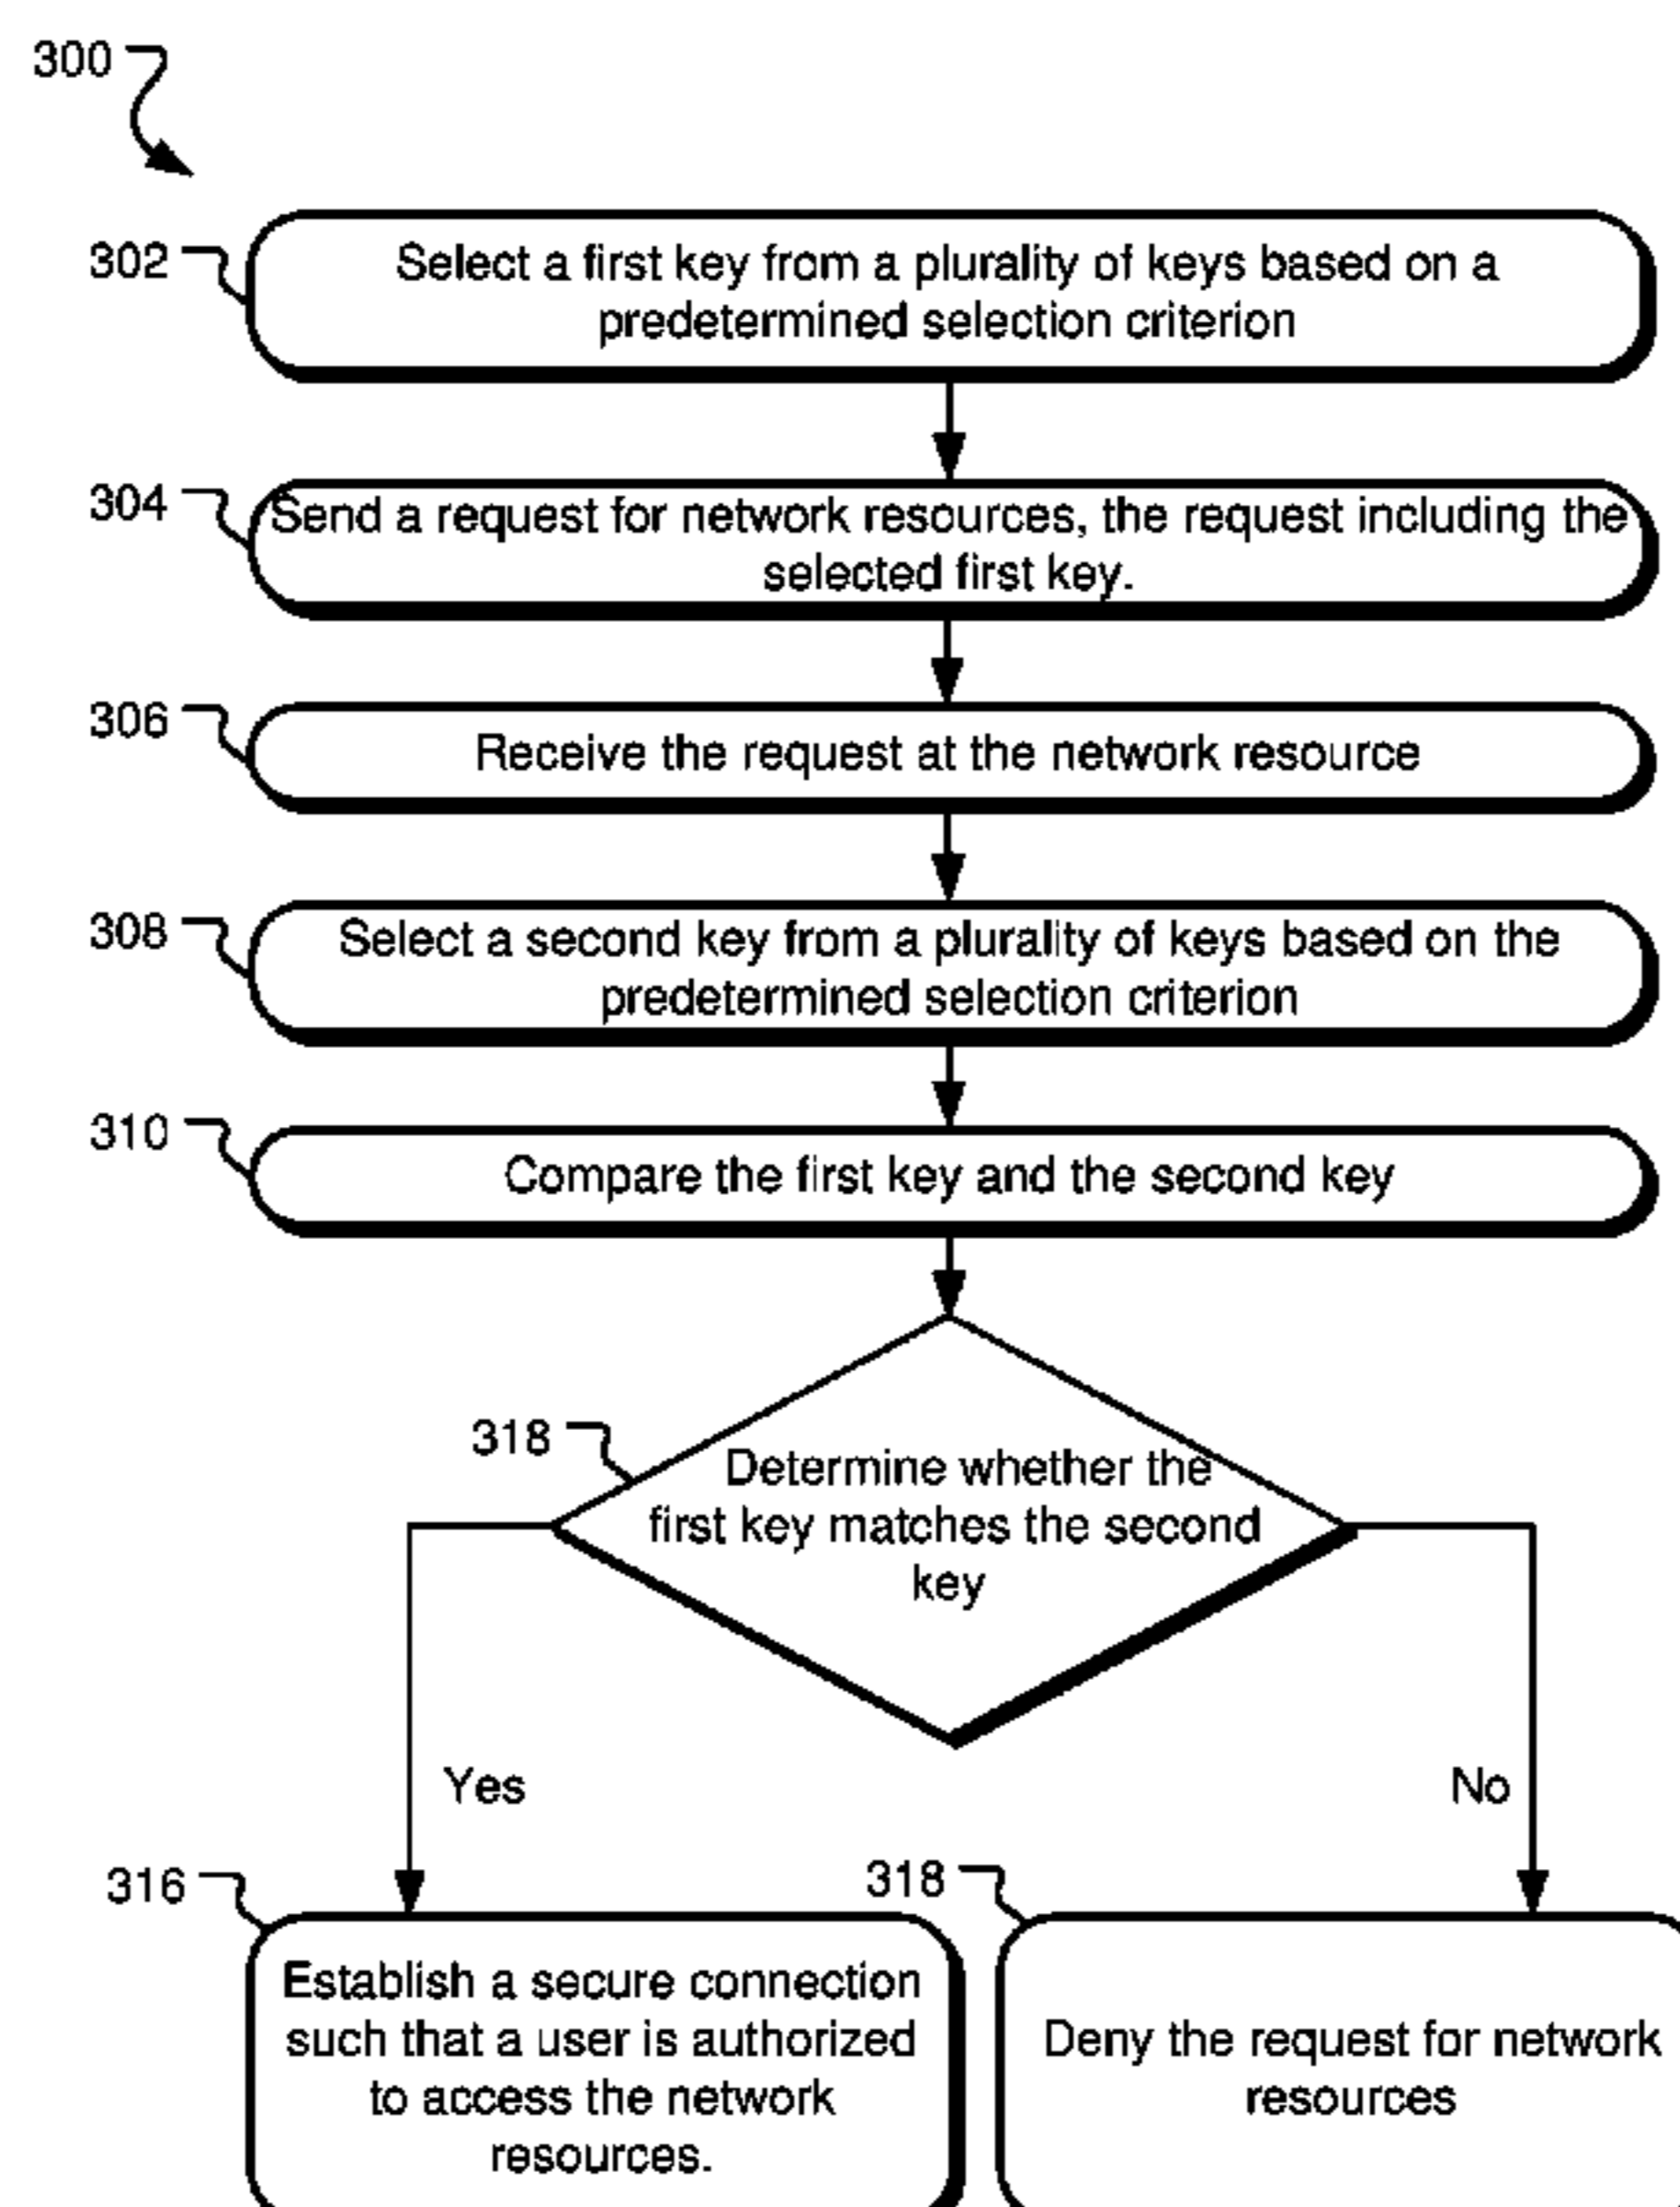 300
302
Select a first key from a plurality of keys based on a
predetermined selection criterion
304
Send a request for network resources, the request including the
selected first key.
306
Receive the request at the network resource
308
Select a second key from a plurality of keys based on the
predetermined selection criterion
310
Compare the first key and the second key
318
Determine whether the
first key matches the second
key
Yes
No
316
Establish a secure connection
such that a user is authorized
to access the network
resources.
318
Deny the request for network
resources